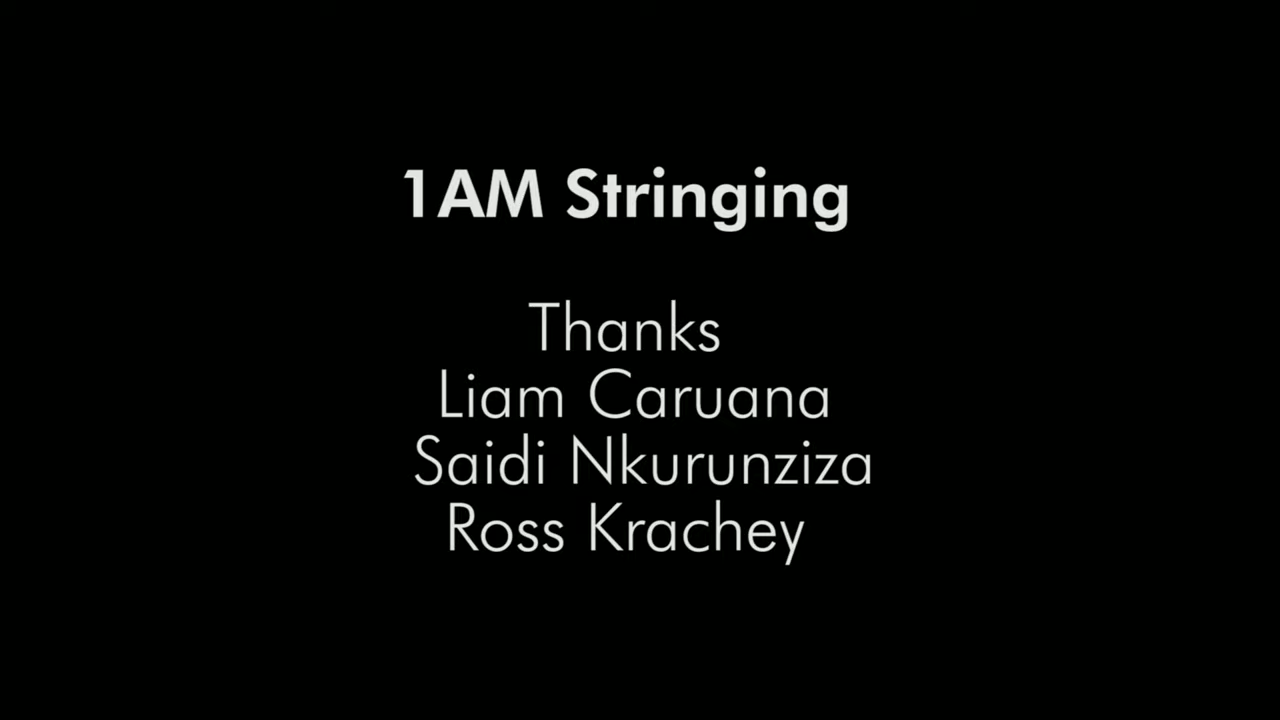 1AM Stringing
Thanks
Liam Caruana
Saidi Nkurunziza
Ross Krachey